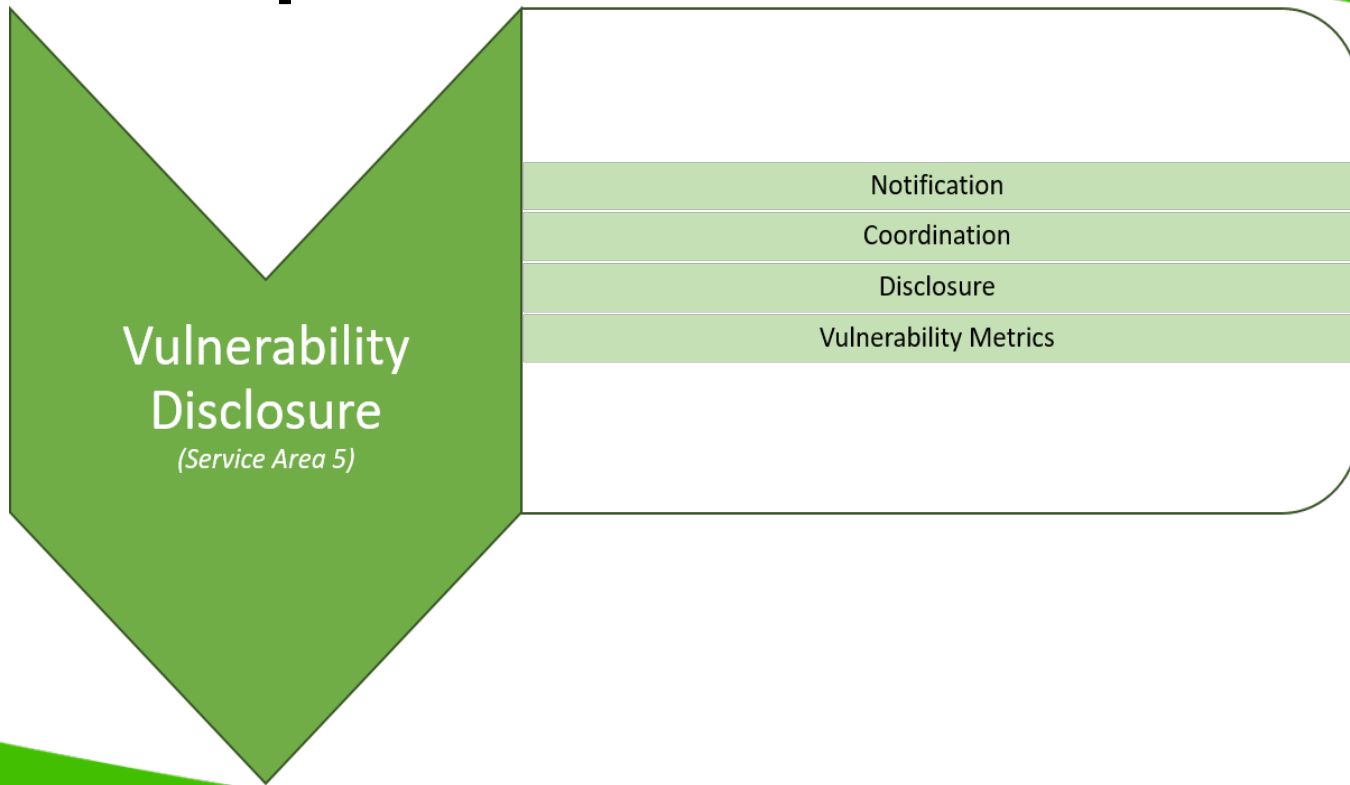 Vulnerability
Disclosure
(Service Area 5)
Notification
Coordination
Disclosure
Vulnerability Metrics